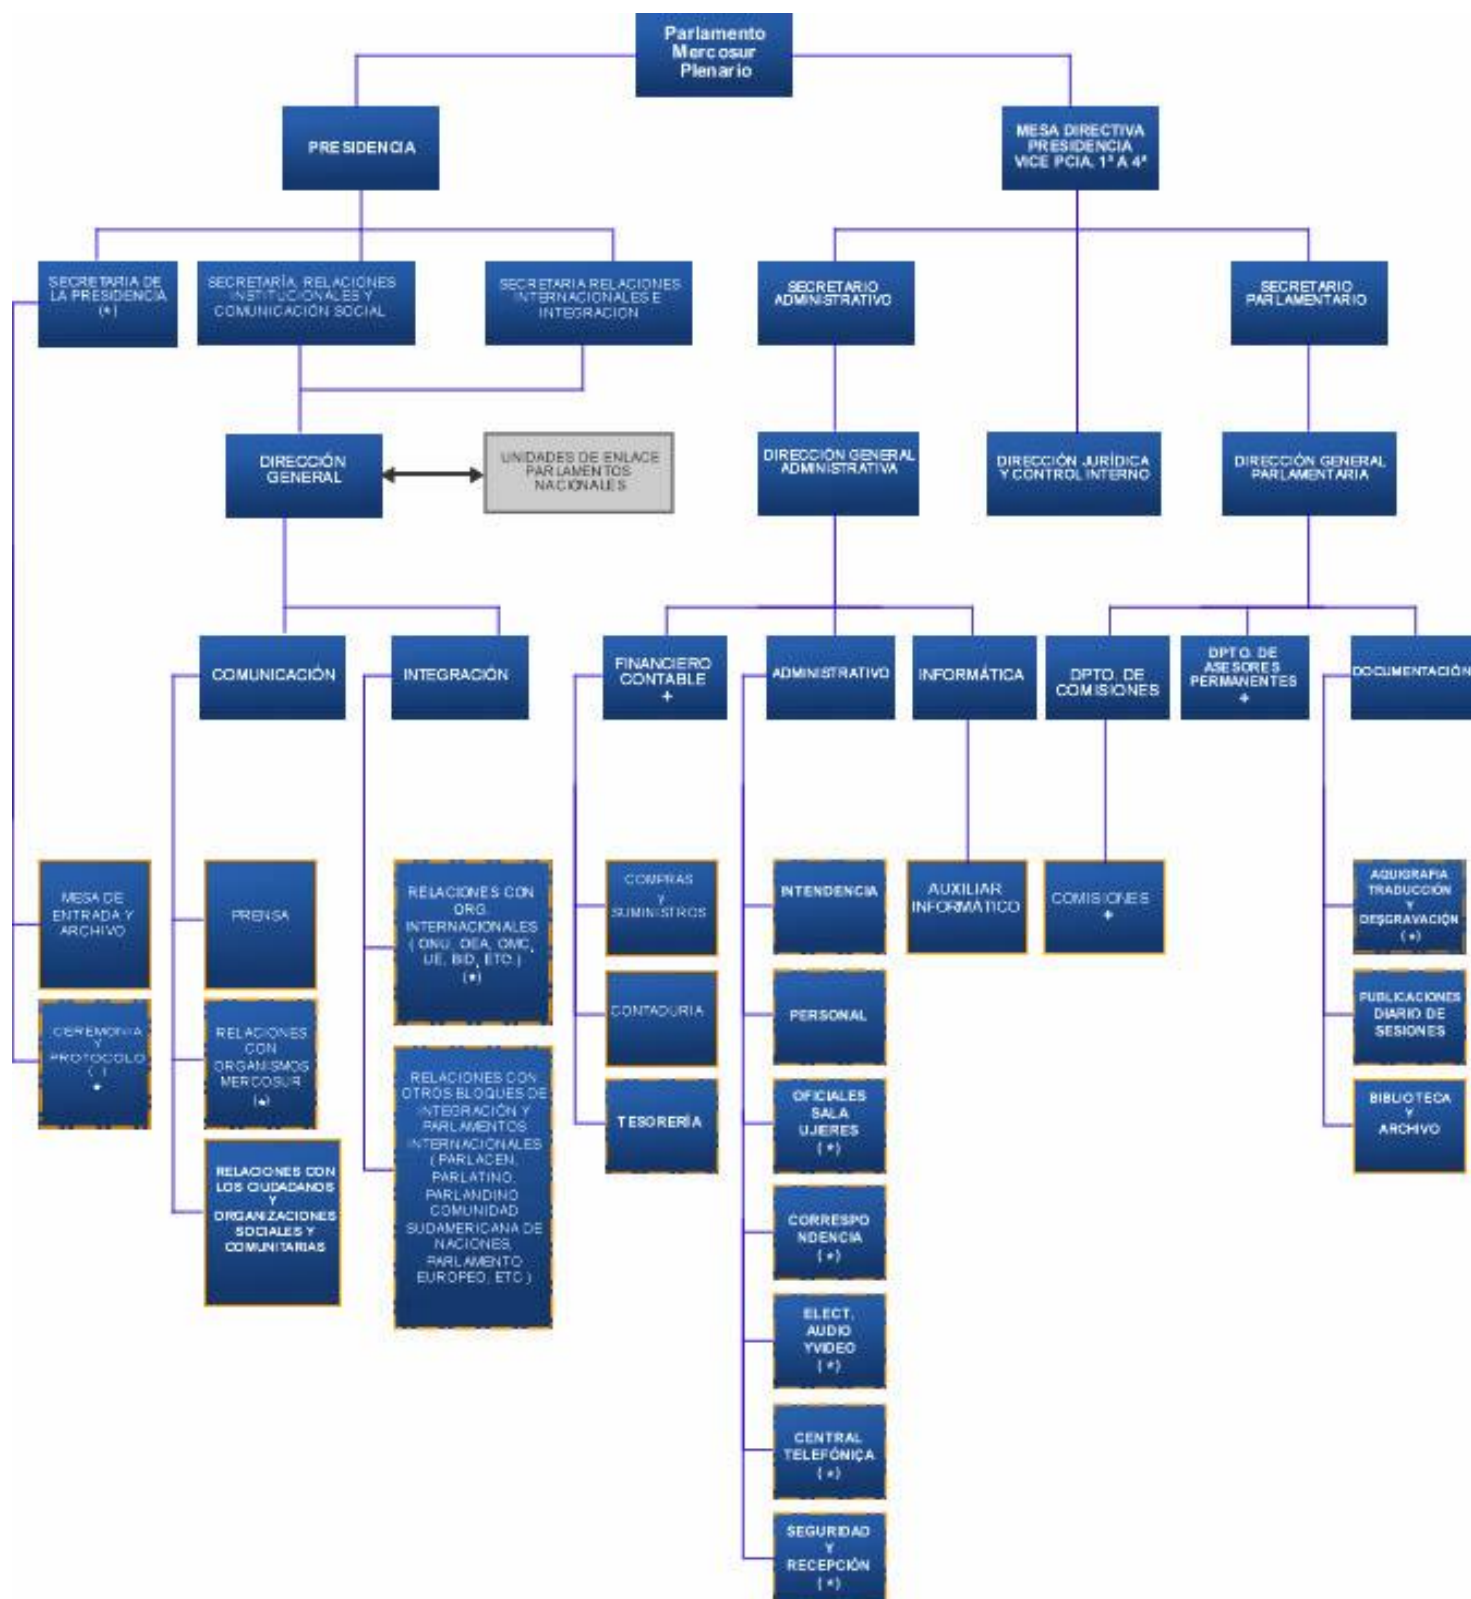 Parlamento
Mercosur
Plenario
PRESIDENCIA
MESA DIRECTIVA
PRESIDENCIA
VICE PCIA. 1ª A 4ª
SECRETARIA DE
LA PRESIDENCIA
(*)
SECRETARÍA, RELACIONES
INSTITUCIONALES Y
COMUNICACIÓN SOCIAL
SECRETARIA RELACIONES
INTERNACIONALES E
INTEGRACION
SECRETARIO
ADMINISTRATIVO
SECRETARIO
PARLAMENTARIO
DIRECCIÓN
GENERAL
UNIDADES DE ENLACE
PARLAMENTOS
NACIONALES
DIRECCIÓN GENERAL
ADMINISTRATIVA
DIRECCIÓN JURÍDICA
Y CONTROL INTERNO
DIRECCIÓN GENERAL
PARLAMENTARIA
COMUNICACIÓN
INTEGRACIÓN
FINANCIERO
CONTABLE
+
ADMINISTRATIVO
INFORMÁTICA
DPTO. DE
COMISIONES
DPTO. DE
ASESORES
PERMANENTES
+
DOCUMENTACIÓN
MESA DE
ENTRADA Y
ARCHIVO
CEREMONIA
Y
PROTOCOLO
( )
*
PRENSA
RELACIONES
CON
ORGANISMOS
MERCOSUR
(*)
RELACIONES CON
LOS CIUDADANOS
Y
ORGANIZACIONES
SOCIALES Y
COMUNITARIAS
RELACIONES CON
ORG.
INTERNACIONALES
( ONU, OEA, OMC,
UE, BID, ETC.)
(*)
RELACIONES CON
OTROS BLOQUES DE
INTEGRACIÓN Y
PARLAMENTOS
INTERNACIONALES
( PARLACEN,
PARLATINO,
PARLANDINO
COMUNIDAD
SUDAMERICANA DE
NACIONES,
PARLAMENTO
EUROPEO, ETC )
COMPRAS
Y
SUMINISTROS
CONTADURIA
TESORERÍA
INTENDENCIA
PERSONAL
OFICIALES
SALA
UJERES
(*)
CORRESPO
NDENCIA
(*)
ELECT,
AUDIO
YVIDEO
(*)
CENTRAL
TELEFÓNICA
(*)
SEGURIDAD
Y
RECEPCIÓN
(*)
AUXILIAR
INFORMÁTICO
COMISIONES
+
AQUIGRAFIA
TRADUCCIÓN
Y
DESGRAVACIÓN
(*)
PUBLICACIONES
DIARIO DE
SESIONES
BIBLIOTECA
Y
ARCHIVO